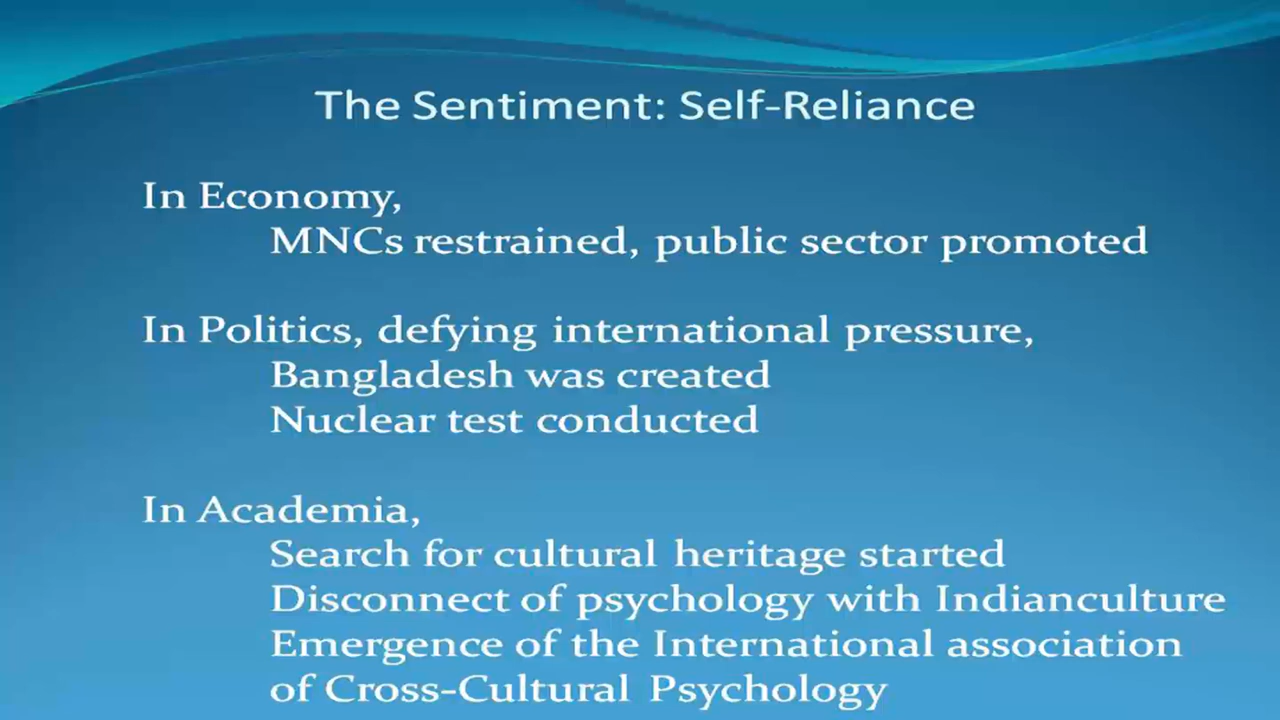 The Sentiment: Self-Reliance
In Economy,
MNCs restrained, public sector promoted
In Politics, defying international pressure,
Bangladesh was created
Nuclear test conducted
In Academia,
Search for cultural heritage started
Disconnect of psychology with Indianculture
Emergence of the International association
of Cross-Cultural Psychology